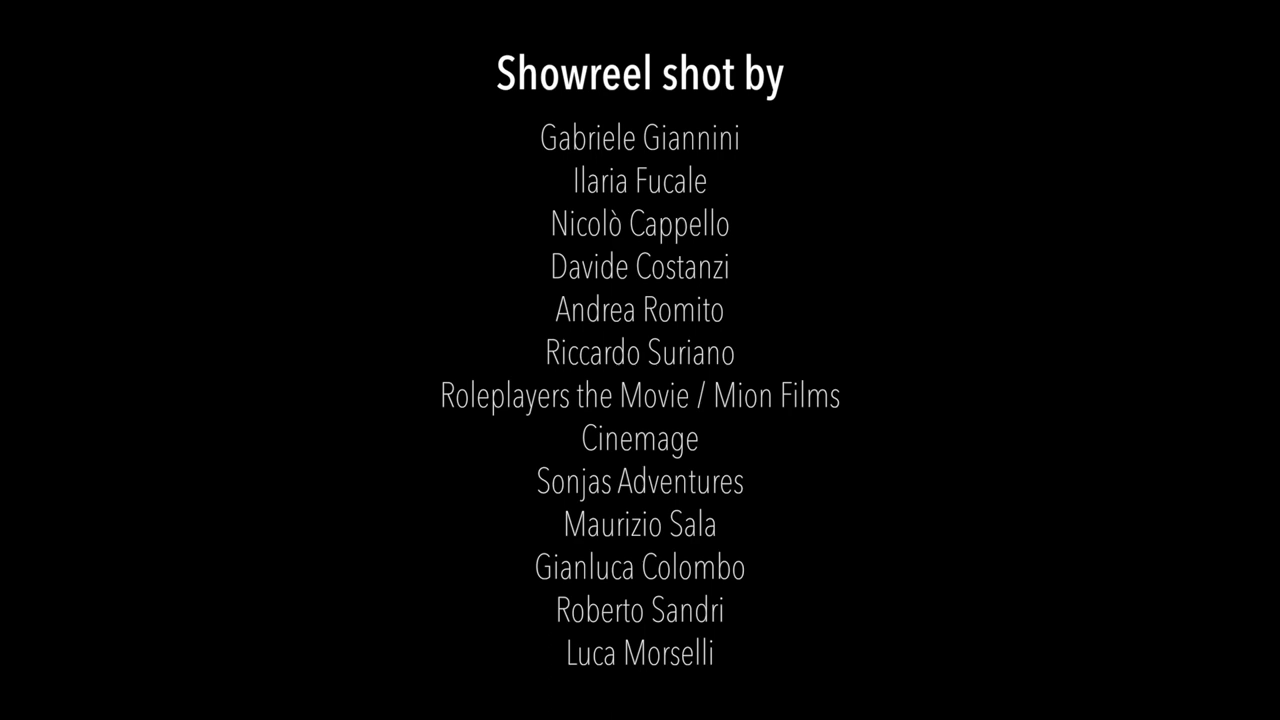 Showreel shot by
Gabriele Giannini
Ilaria Fucale
Nicolò Cappello
Davide Costanzi
Andrea Romito
Riccardo Suriano
Roleplayers the Movie / Mion Films
Cinemage
Sonjas Adventures
Maurizio Sala
Gianluca Colombo
Roberto Sandri
Luca Morselli